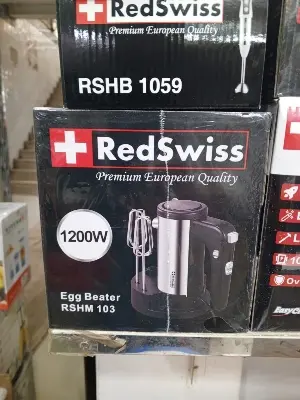 RedSwiss
Premium European Quality
RSHB 1059
RedSwiss
Premium European Quality
1200W
Egg Beater
RSHM 103